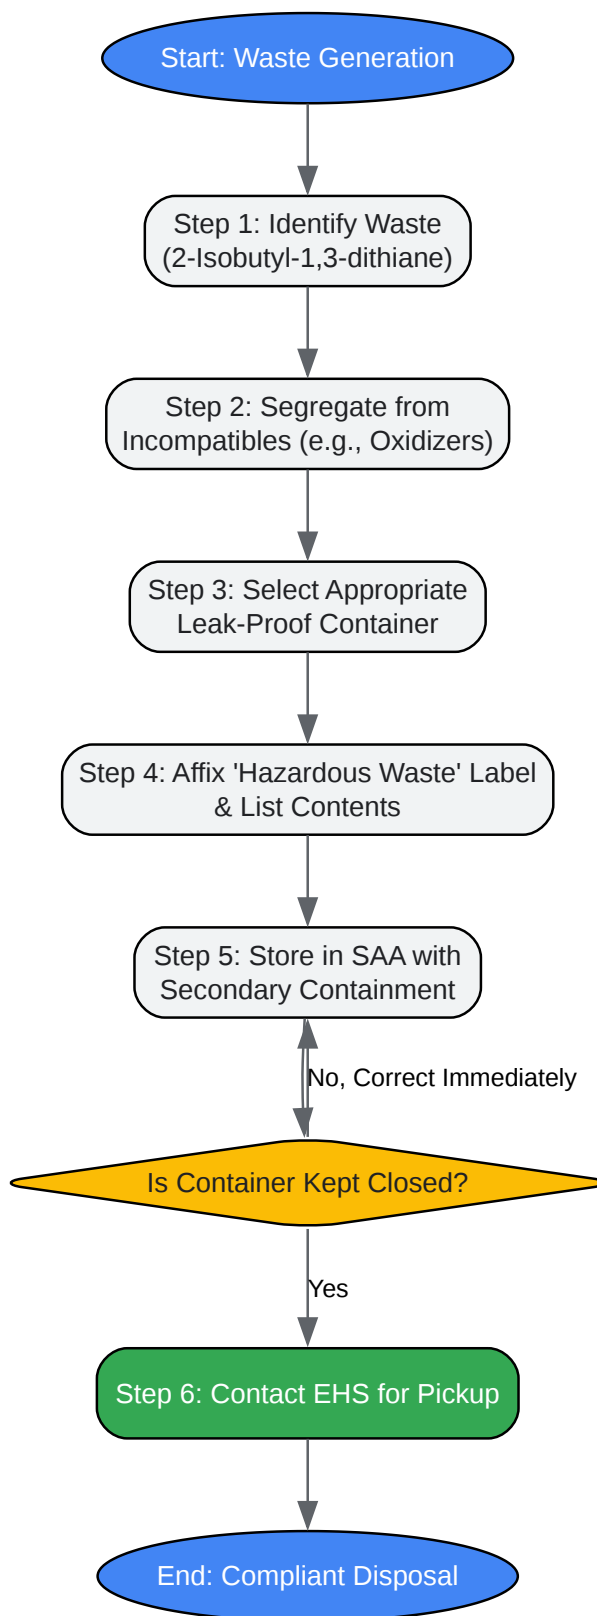 Start: Waste Generation
Step 1: Identify Waste
(2-Isobutyl-1,3-dithiane)
Step 2: Segregate from
Incompatibles (e.g., Oxidizers)
Step 3: Select Appropriate
Leak-Proof Container
Step 4: Affix 'Hazardous Waste' Label
& List Contents
Step 5: Store in SAA with
Secondary Containment
No, Correct Immediately
Is Container Kept Closed?
Yes
Step 6: Contact EHS for Pickup
End: Compliant Disposal